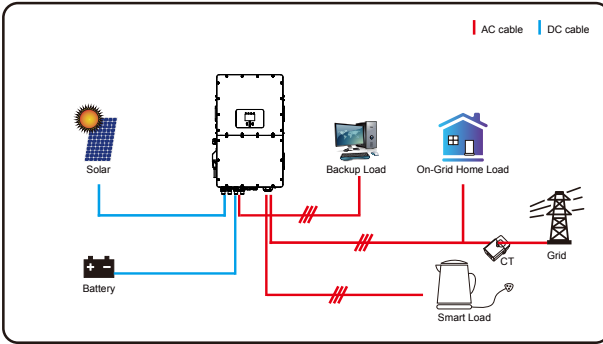 AC cable
DC cable
Solar
Backup Load
On-Grid Home Load
CT
Grid
Battery
Smart Load